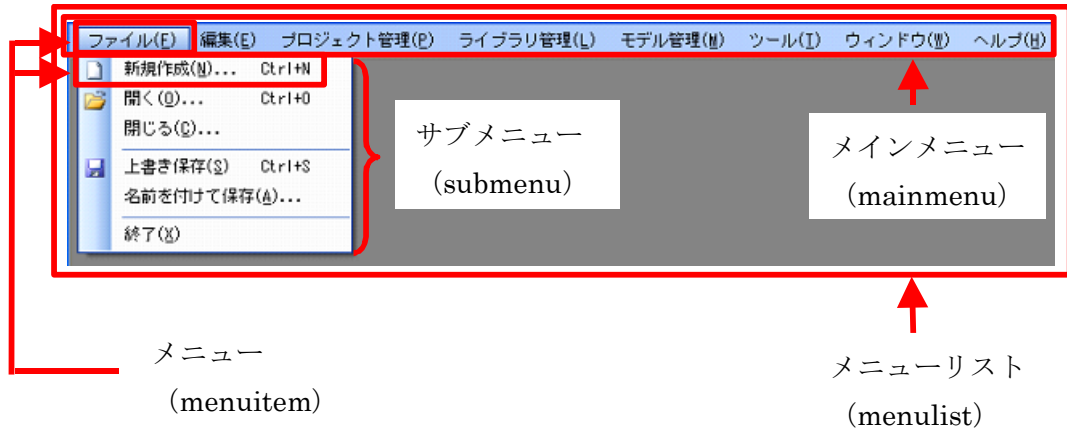 ファイル(F) 編集(E) プロジェクト管理(P) ライブラリ管理(L) モデル管理(M) ツール(T) ウィンドウ(W) ヘルプ(H)
新規作成(N)... Ctrl+N
開く(O)... Ctrl+O
閉じる(C)...
上書き保存(S) Ctrl+S
名前を付けて保存(A)...
終了(X)
サブメニュー
(submenu)
メインメニュー
(mainmenu)
メニュー
(menuitem)
メニューリスト
(menulist)